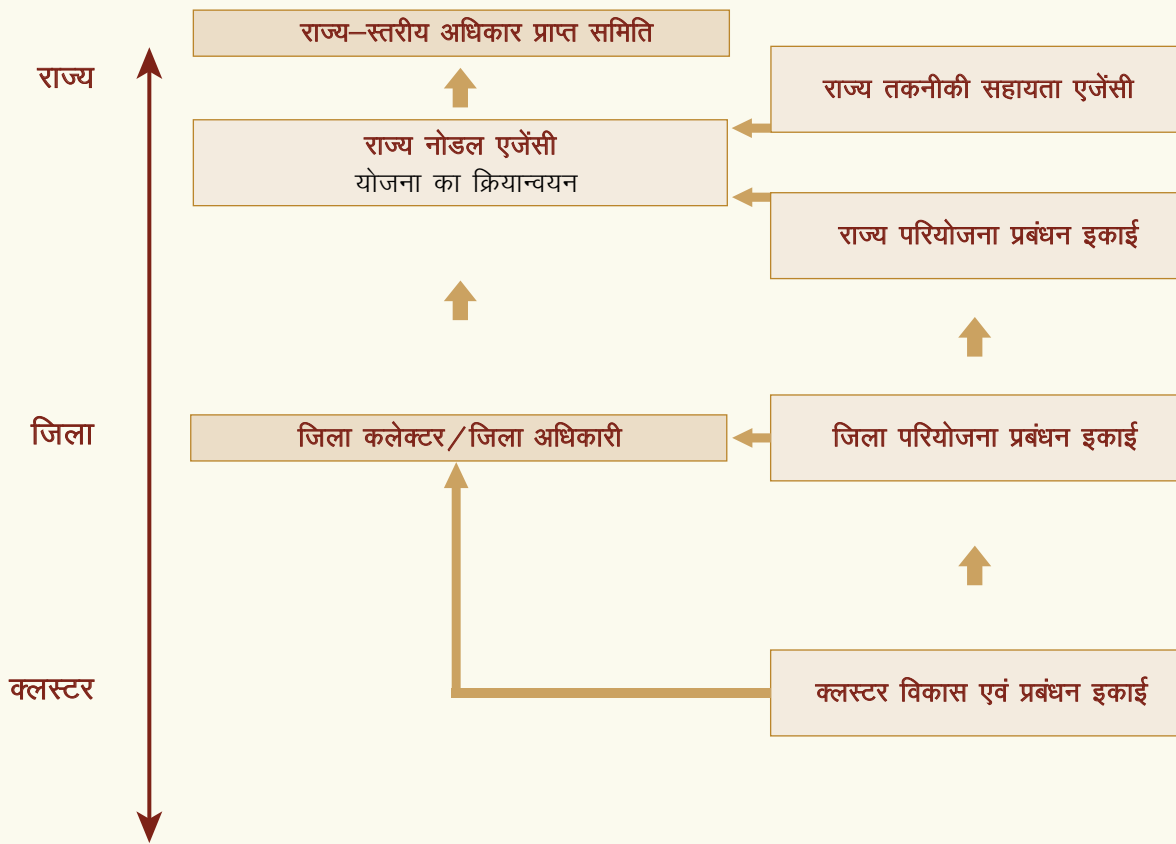 राज्य–स्तरीय अधिकार प्राप्त समिति
राज्य
राज्य तकनीकी सहायता एजेंसी
राज्य नोडल एजेंसी
योजना का क्रियान्वयन
राज्य परियोजना प्रबंधन इकाई
जिला
जिला कलेक्टर/जिला अधिकारी
जिला परियोजना प्रबंधन इकाई
क्लस्टर
क्लस्टर विकास एवं प्रबंधन इकाई